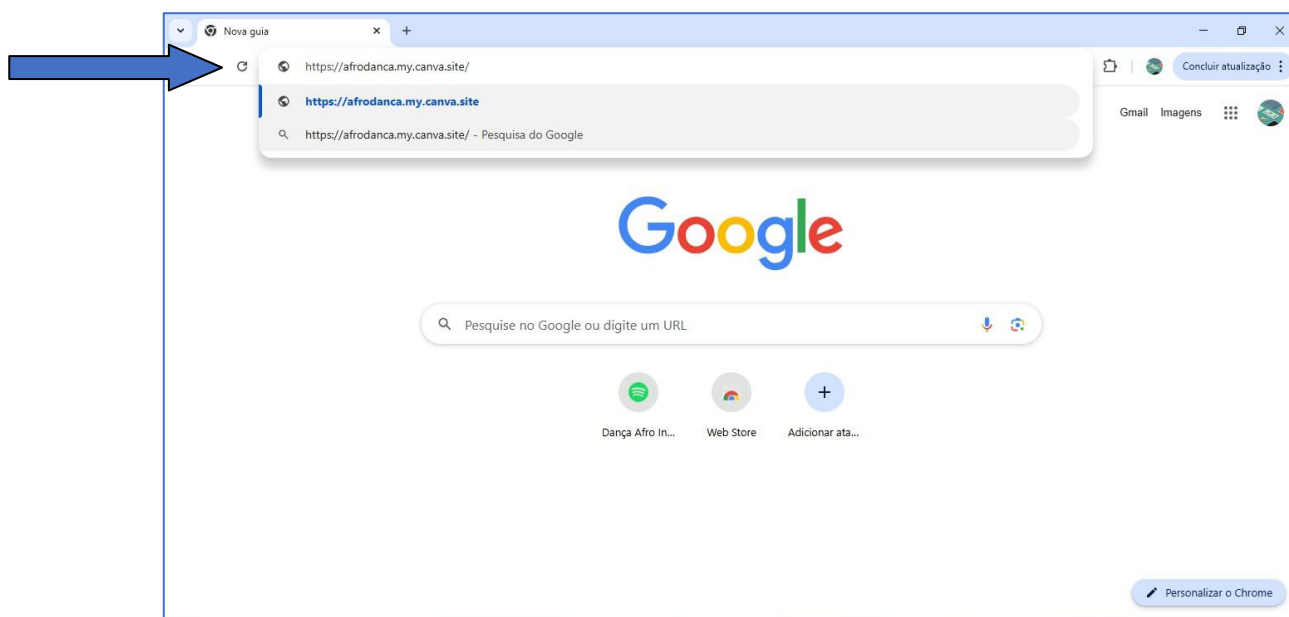 Nova guia
https://afrodanca.my.canva.site/
Concluir atualização
https://afrodanca.my.canva.site
https://afrodanca.my.canva.site/ - Pesquisa do Google
Gmail Imagens
Google
Pesquise no Google ou digite um URL
Dança Afro In... Web Store Adicionar ata...
Personalizar o Chrome